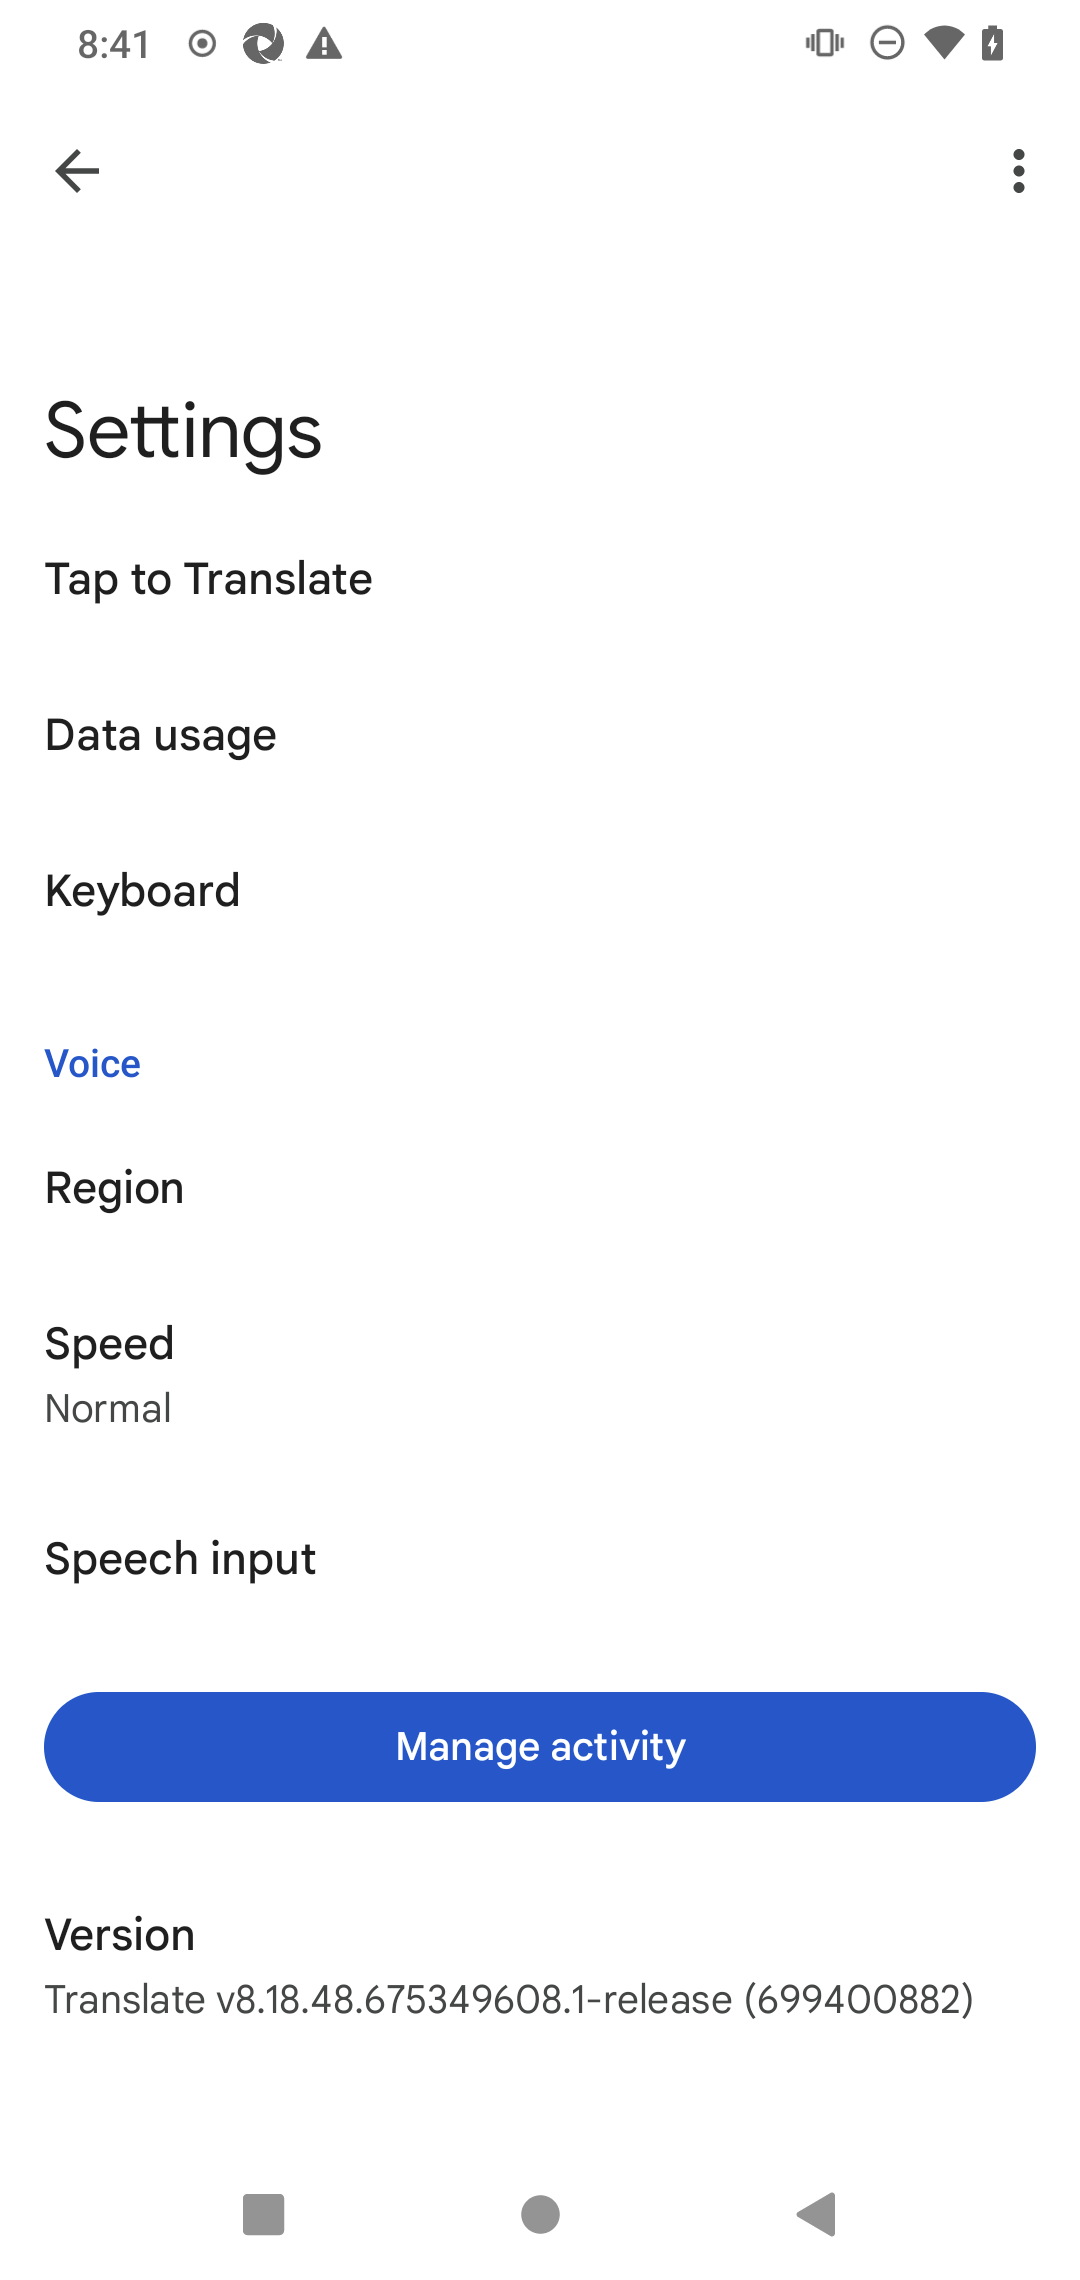 8:41
Settings
Tap to Translate
Data usage
Keyboard
Voice
Region
Speed
Normal
Speech input
Manage activity
Version
Translate v8.18.48.675349608.1-release (699400882)